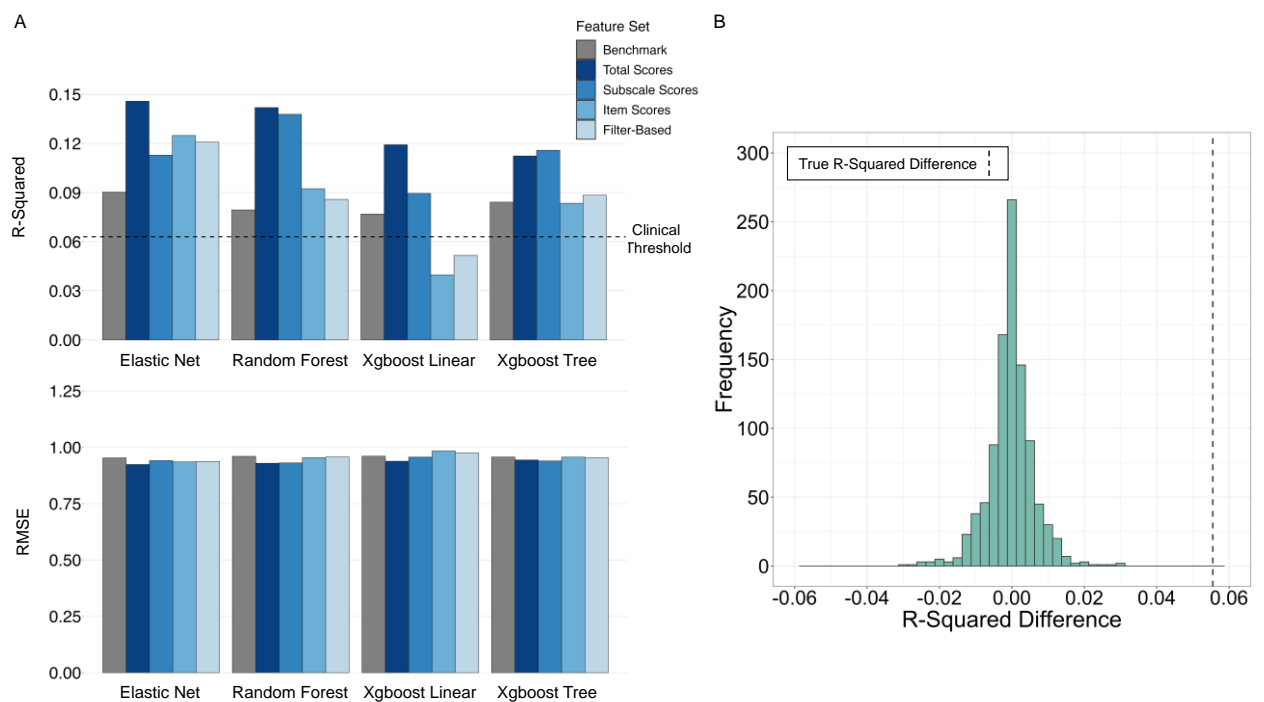 A
Feature Set
Benchmark
Total Scores
Subscale Scores
Item Scores
Filter-Based
R-Squared
0.15
0.12
0.09
0.06
0.03
0.00
Clinical
Threshold
Elastic Net Random Forest Xgboost Linear Xgboost Tree
RMSE
1.25
1.00
0.75
0.50
0.25
0.00
Elastic Net Random Forest Xgboost Linear Xgboost Tree
B
True R-Squared Difference
Frequency
300
250
200
150
100
50
0
-0.06 -0.04 -0.02 0.00 0.02 0.04 0.06
R-Squared Difference